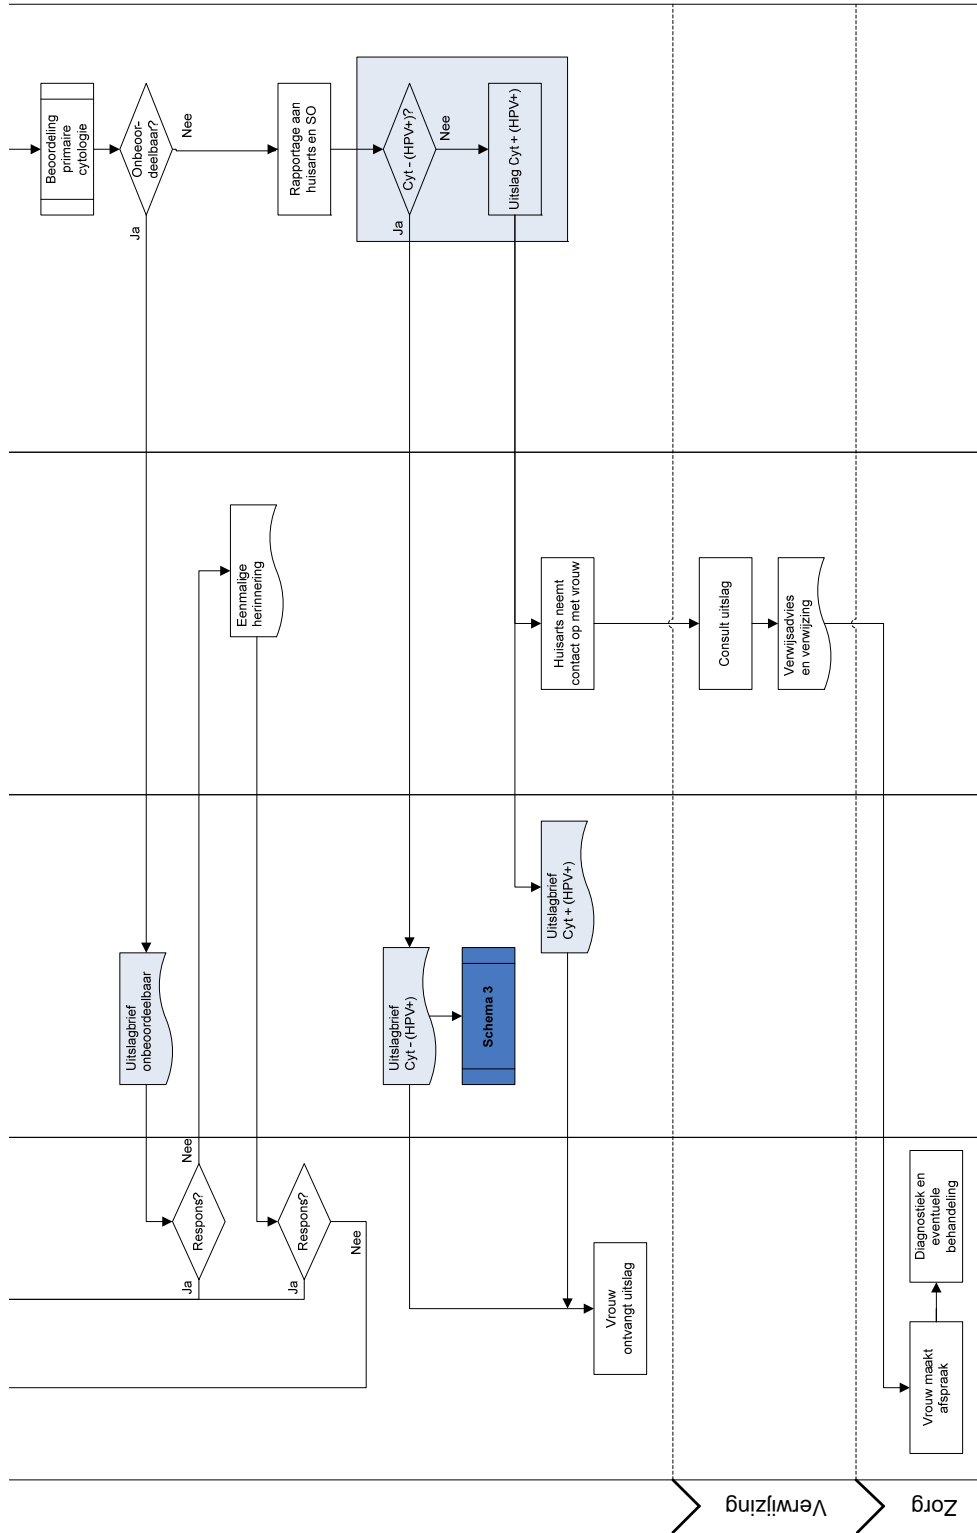 Beoordeling
primaire
cytologie
Onbeoor-
deelbaar?
Nee
Ja
Rapportage aan
huisarts en SO
Cyt - (HPV+)?
Nee
Ja
Uitslag Cyt + (HPV+)
Eenmalige
herinnering
Huisarts neemt
contact op met vrouw
Consult uitslag
Verwijsadvies
en verwijzing
Uitslagbrief
onbeoordeelbaar
Uitslagbrief
Cyt - (HPV+)
Schema 3
Uitslagbrief
Cyt + (HPV+)
Respons?
Nee
Ja
Respons?
Ja
Nee
Vrouw
ontvangt uitslag
Vrouw maakt
afspraak
Diagnostiek en
eventuele
behandeling
Verwijzing
Zorg